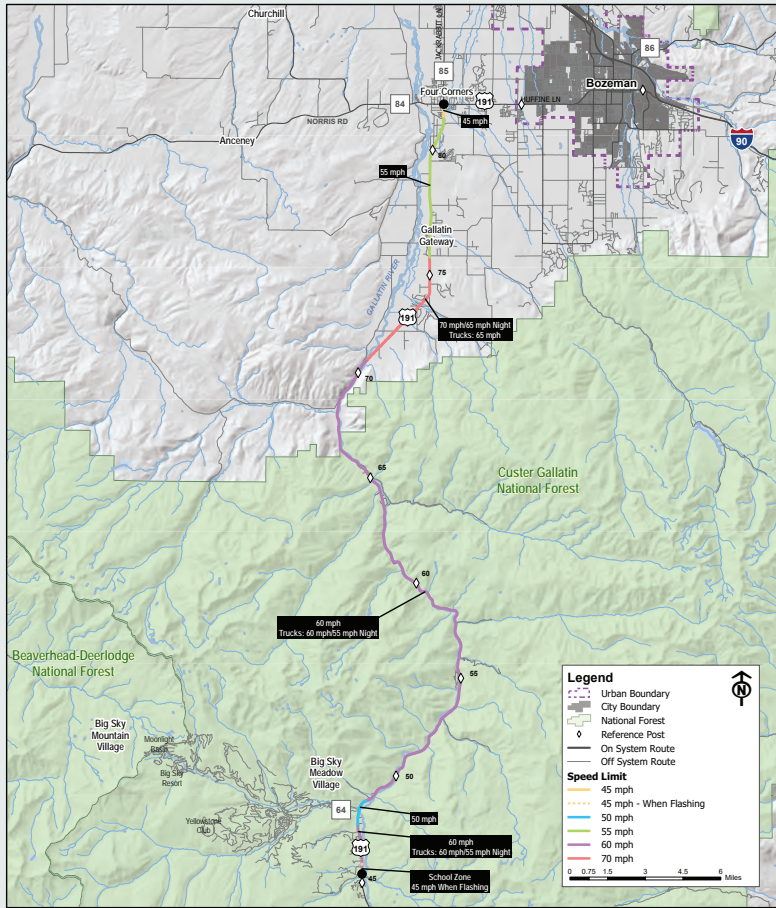 Churchill
JACKRABBIT LN
86
85
Bozeman
Four Corners
191
HUFFINE LN
84
45 mph
NORRIS RD
90
Anceney
80
55 mph
Gallatin
Gateway
75
GALLATIN RIVER
191
70 mph/65 mph Night
Trucks: 65 mph
70
65
Custer Gallatin
National Forest
60
60 mph
Trucks: 60 mph/55 mph Night
Beaverhead-Deerlodge
National Forest
55
Big Sky
Mountain
Village
Moonlight
Basin
Big Sky
Resort
Big Sky
Meadow
Village
50
64
50 mph
Yellowstone
Club
60 mph
Trucks: 60 mph/55 mph Night
191
School Zone
45 mph When Flashing
45
Legend
N
Urban Boundary
City Boundary
National Forest
Reference Post
On System Route
Off System Route
Speed Limit
45 mph
45 mph - When Flashing
50 mph
55 mph
60 mph
70 mph
0 0.75 1.5 3 4.5 6
Miles